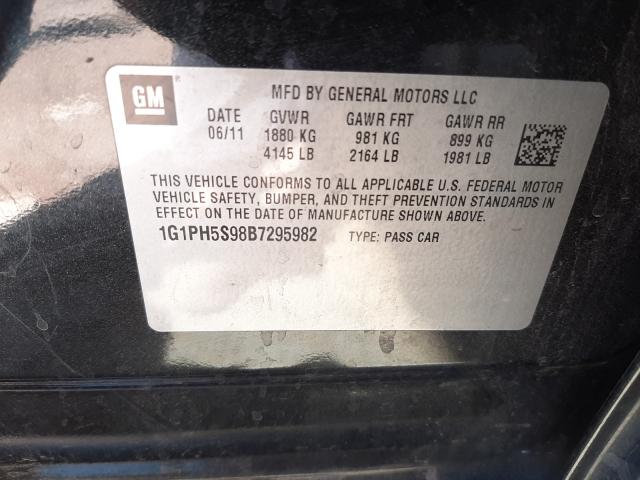 GM
MFD BY GENERAL MOTORS LLC
DATE GVWR GAWR FRT GAWR RR
06/11 1880 KG 981 KG 899 KG
4145 LB 2164 LB 1981 LB
THIS VEHICLE CONFORMS TO ALL APPLICABLE U.S. FEDERAL MOTOR
VEHICLE SAFETY, BUMPER, AND THEFT PREVENTION STANDARDS IN
EFFECT ON THE DATE OF MANUFACTURE SHOWN ABOVE.
1G1PH5S98B7295982 TYPE: PASS CAR